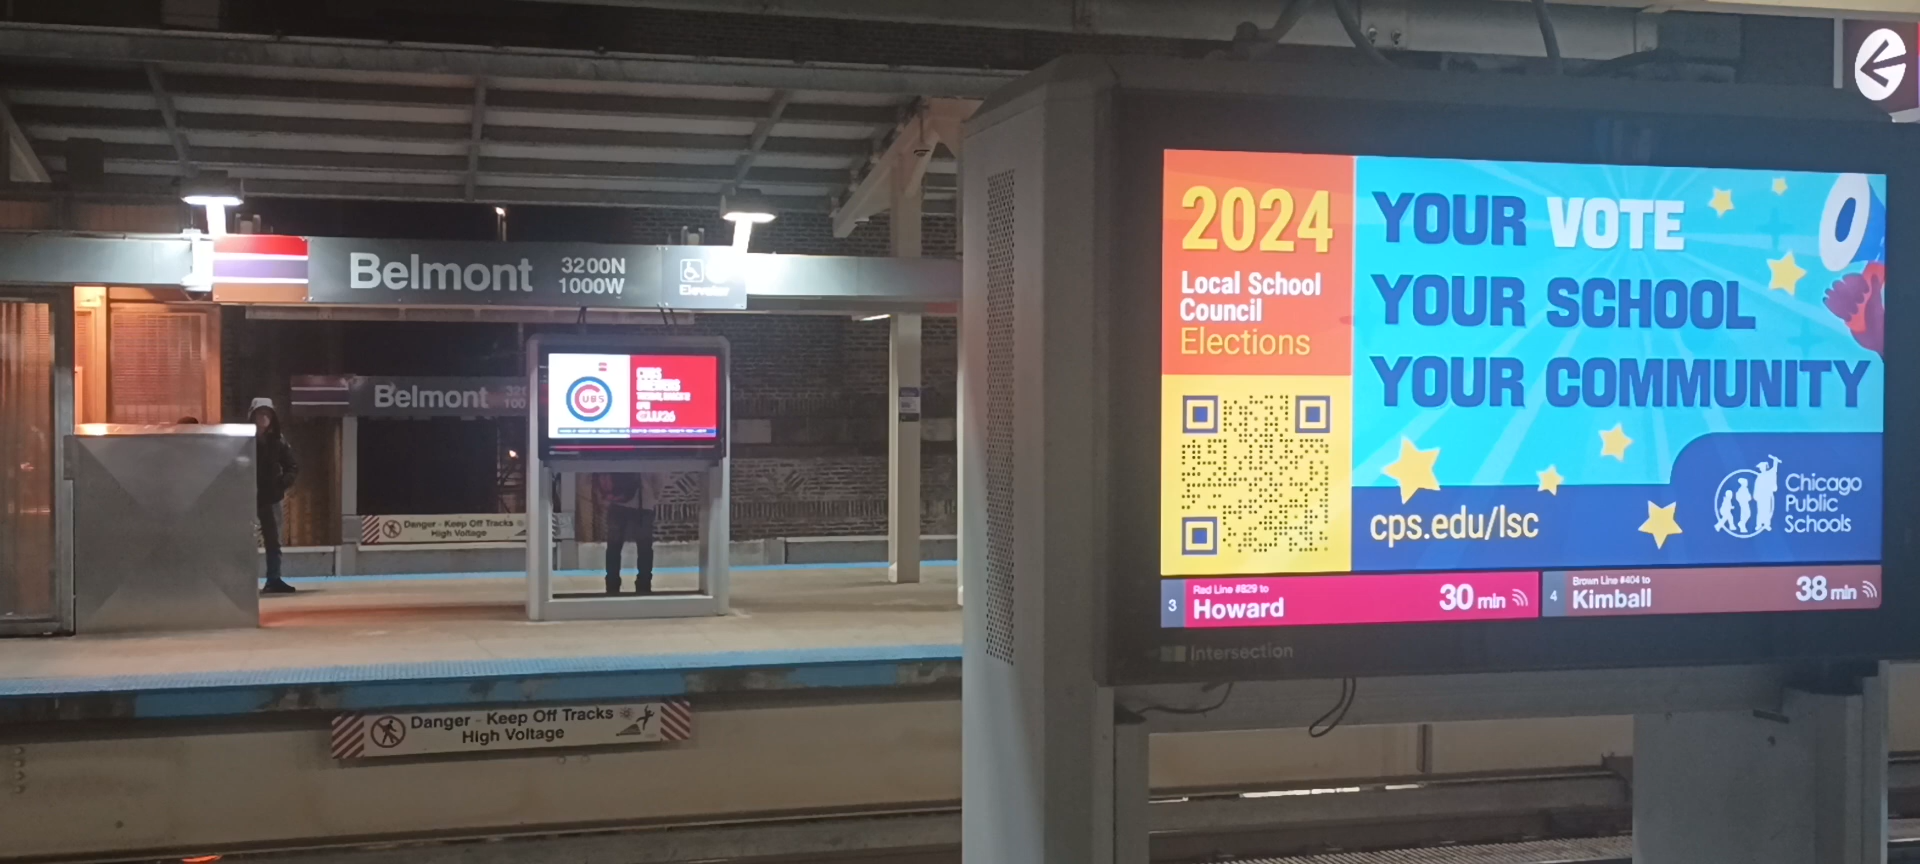 Belmont
3200N
1000W
Elevator
Belmont
CUBS
Danger - Keep Off Tracks
High Voltage
Danger - Keep Off Tracks
High Voltage
2024
Local School
Council
Elections
YOUR VOTE
YOUR SCHOOL
YOUR COMMUNITY
cps.edu/lsc
Chicago
Public
Schools
3
Red Line #829 to
Howard
30 min
4
Brown Line #404 to
Kimball
38 min
Intersection